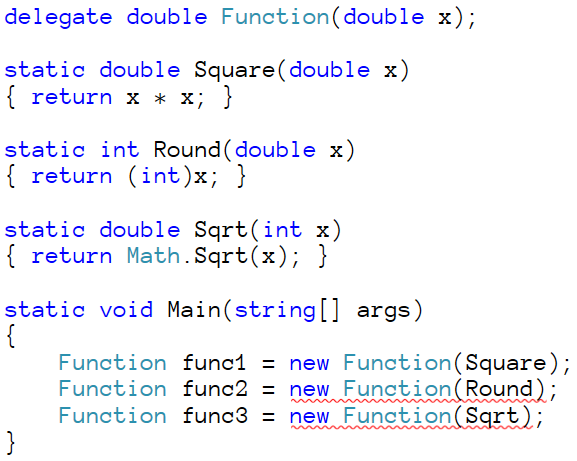 delegate double Function(double x);
static double Square(double x)
{ return x * x; }
static int Round(double x)
{ return (int)x; }
static double Sqrt(int x)
{ return Math.Sqrt(x); }
static void Main(string[] args)
{
    Function func1 = new Function(Square);
    Function func2 = new Function(Round);
    Function func3 = new Function(Sqrt);
}